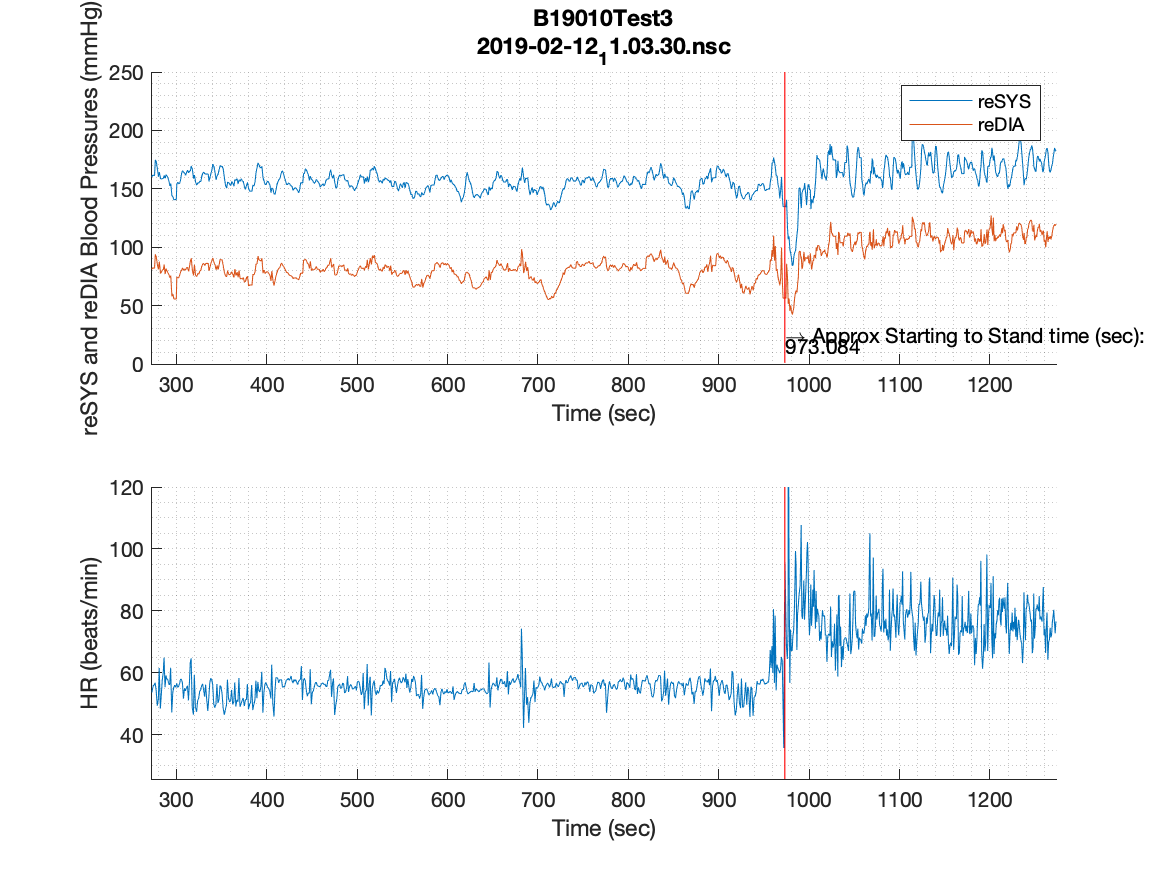 B19010Test3
2019-02-12₁1.03.30.nsc
reSYS and reDIA Blood Pressures (mmHg)
250
200
150
100
50
0
reSYS
reDIA
→ Approx Starting to Stand time (sec):
973.084
300 400 500 600 700 800 900 1000 1100 1200
Time (sec)
HR (beats/min)
120
100
80
60
40
300 400 500 600 700 800 900 1000 1100 1200
Time (sec)